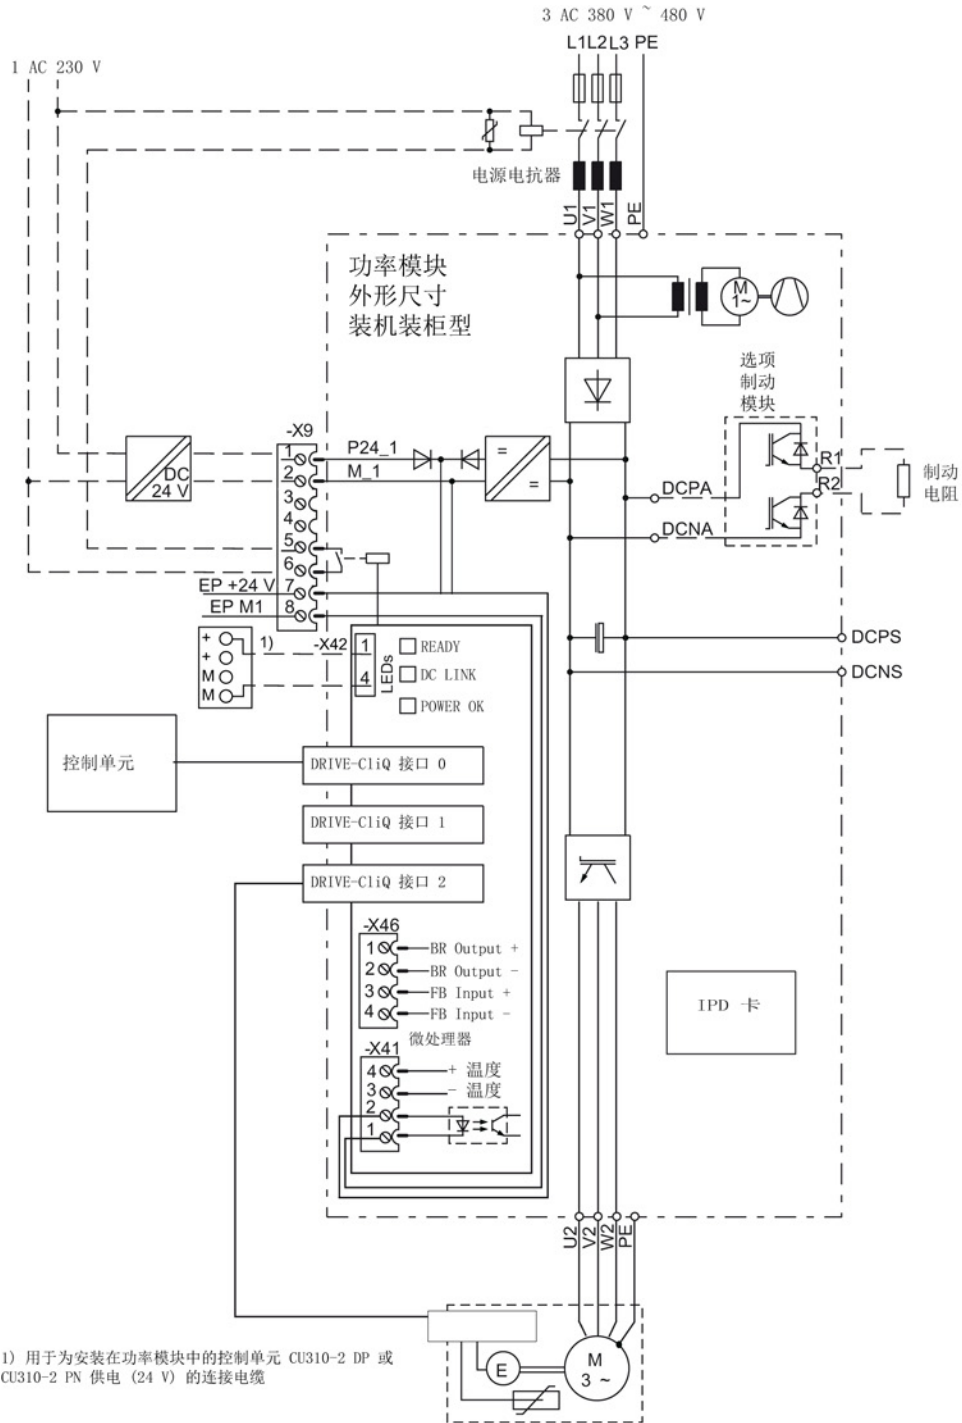 3 AC 380 V ~ 480 V
L1 L2 L3 PE
1 AC 230 V
电源电抗器
U1 V1 W1 PE
功率模块
外形尺寸
装机装柜型
M
1~
选项
制动
模块
R1
R2
制动
电阻
-X9
1
2
3
4
5
6
7
8
P24_1
M_1
=
=
DC
24 V
DCPA
DCNA
EP +24 V
EP M1
+
+
M
M
1)
-X42
1
4
LEDs
READY
DC LINK
POWER OK
DCPS
DCNS
控制单元
DRIVE-CliQ 接口 0
DRIVE-CliQ 接口 1
DRIVE-CliQ 接口 2
-X46
1 BR Output +
2 BR Output -
3 FB Input +
4 FB Input -
微处理器
-X41
4 + 温度
3 - 温度
2
1
IPD 卡
U2 V2 W2 PE
E
M
3 ~
1) 用于为安装在功率模块中的控制单元 CU310-2 DP 或
CU310-2 PN 供电 (24 V) 的连接电缆